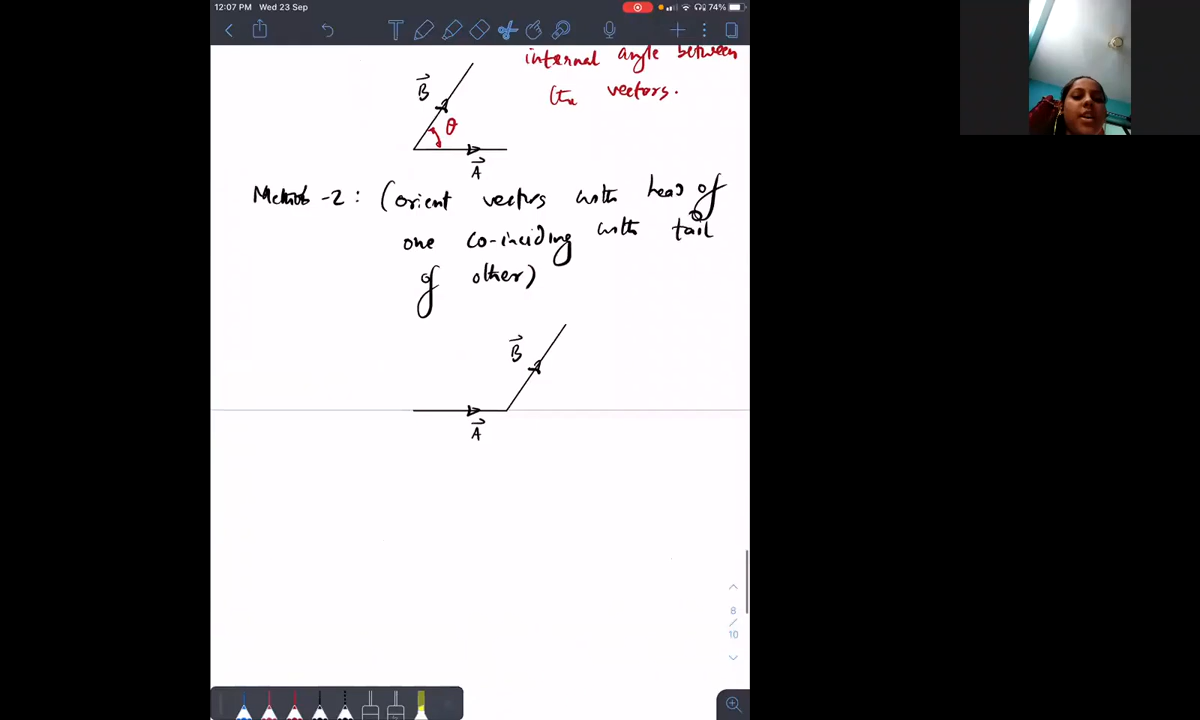 12:07 PM Wed 23 Sep
74%
T
internal angle between
the vectors.
B
θ
A
Method -2 : (orient vectors with head of
one co-inciding with tail
of other)
B
A
8
/
10